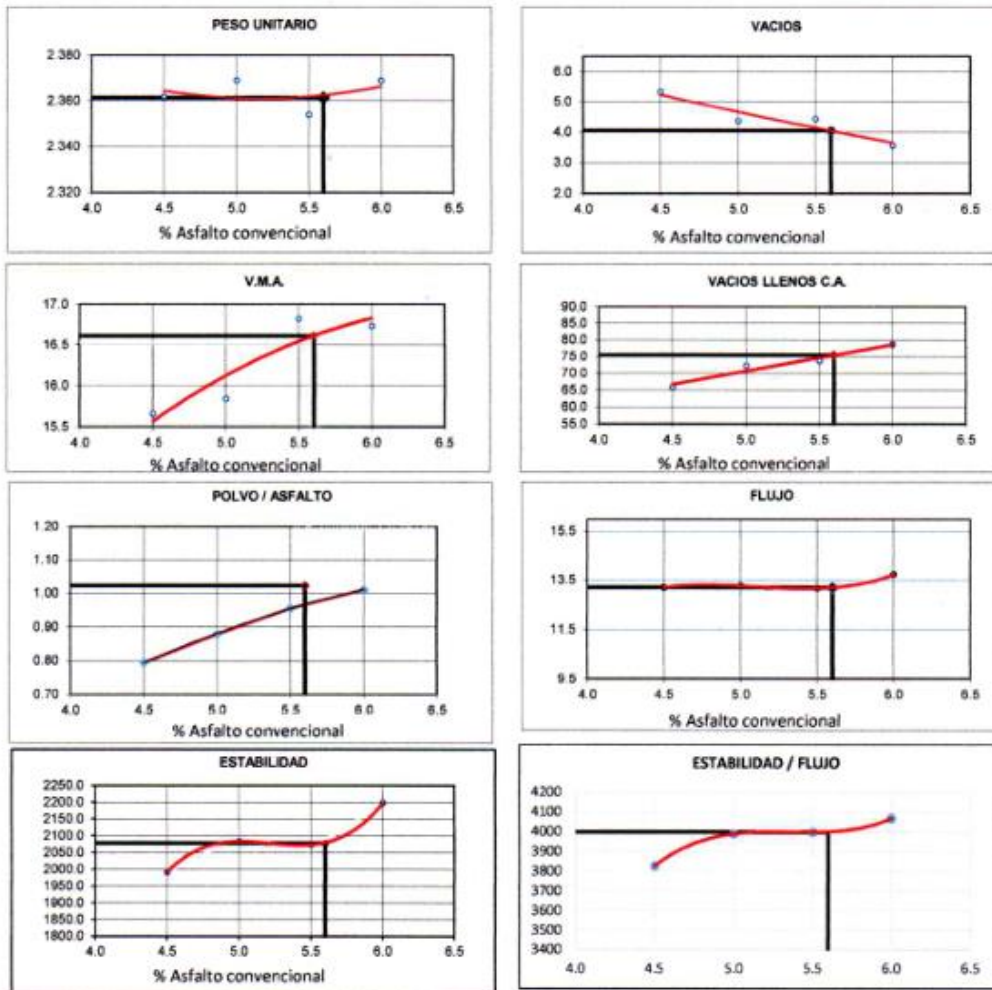 PESO UNITARIO
2.380
2.360
2.340
2.320
4.0 4.5 5.0 5.5 6.0 6.5
% Asfalto convencional
VACIOS
6.0
5.0
4.0
3.0
2.0
4.0 4.5 5.0 5.5 6.0 6.5
% Asfalto convencional
V.M.A.
17.0
16.5
16.0
15.5
4.0 4.5 5.0 5.5 6.0 6.5
% Asfalto convencional
VACIOS LLENOS C.A.
90.0
85.0
80.0
75.0
70.0
65.0
60.0
55.0
4.0 4.5 5.0 5.5 6.0 6.5
% Asfalto convencional
POLVO / ASFALTO
1.20
1.10
1.00
0.90
0.80
0.70
4.0 4.5 5.0 5.5 6.0 6.5
% Asfalto convencional
FLUJO
15.5
13.5
11.5
9.5
4.0 4.5 5.0 5.5 6.0 6.5
% Asfalto convencional
ESTABILIDAD
2250.0
2200.0
2150.0
2100.0
2050.0
2000.0
1950.0
1900.0
1850.0
1800.0
4.0 4.5 5.0 5.5 6.0 6.5
% Asfalto convencional
ESTABILIDAD / FLUJO
4200
4100
4000
3900
3800
3700
3600
3500
3400
4.0 4.5 5.0 5.5 6.0 6.5